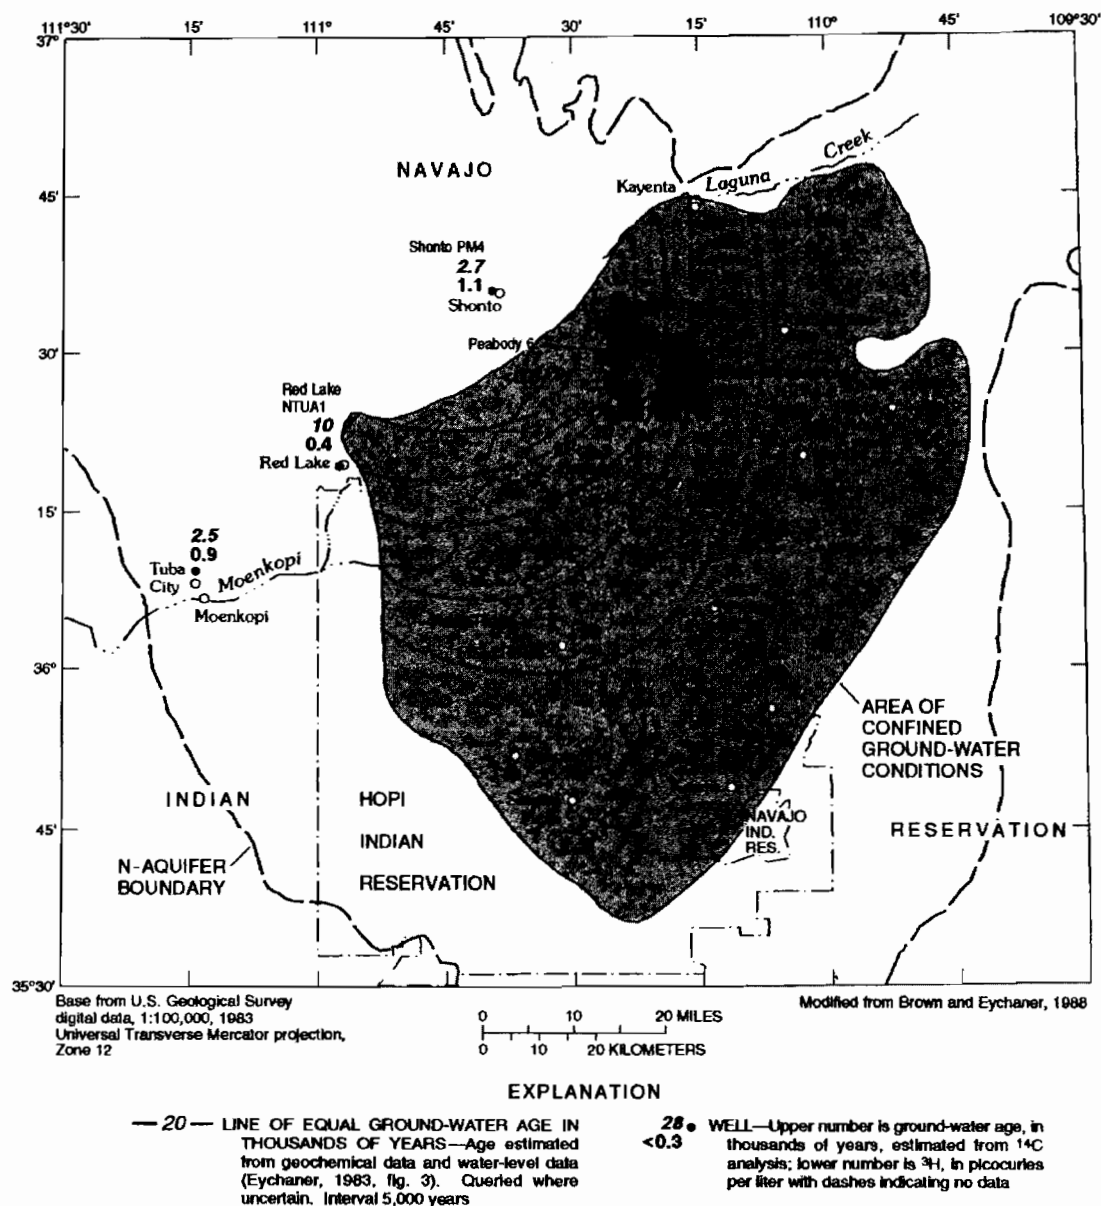 111°30' 15' 111° 45' 30' 15' 110° 45' 109°30'
37°
NAVAJO
Creek
Laguna
Kayenta
45'
Shonto PM4
2.7
1.1
Shonto
Peabody 6
30'
Red Lake
NTUA1
10
0.4
Red Lake
15'
2.5
0.9
Tuba
City
Moenkopi
Moenkopi
36°
AREA OF
CONFINED
GROUND-WATER
CONDITIONS
INDIAN
HOPI
INDIAN
RESERVATION
NAVAJO
IND.
RES.
RESERVATION
45'
N-AQUIFER
BOUNDARY
35°30'
Base from U.S. Geological Survey
digital data, 1:100,000, 1983
Universal Transverse Mercator projection,
Zone 12
Modified from Brown and Eychaner, 1988
0 10 20 MILES
0 10 20 KILOMETERS
EXPLANATION
— 20 — LINE OF EQUAL GROUND-WATER AGE IN
THOUSANDS OF YEARS—Age estimated
from geochemical data and water-level data
(Eychaner, 1983, fig. 3). Queried where
uncertain. Interval 5,000 years
28 WELL—Upper number is ground-water age, in
<0.3 thousands of years, estimated from ¹⁴C
analysis; lower number is ³H, in picocuries
per liter with dashes indicating no data